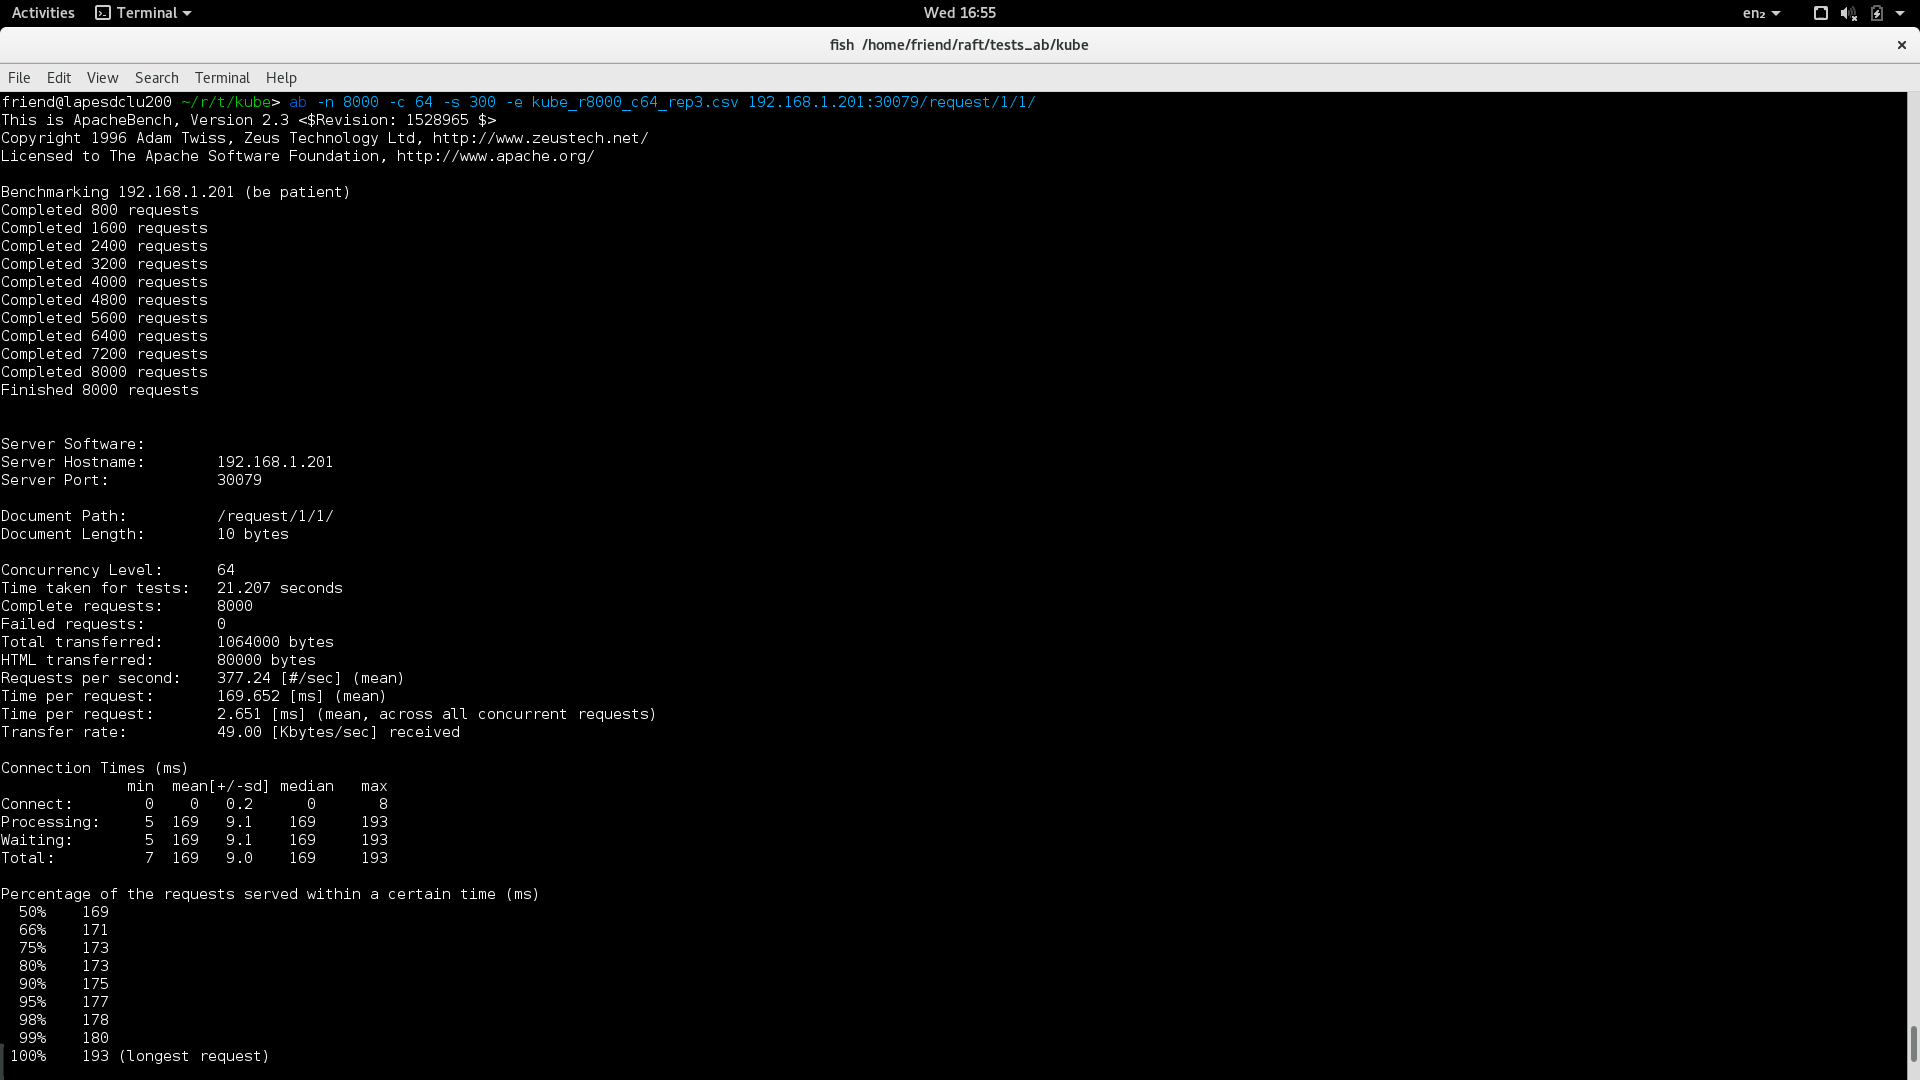 Activities Terminal Wed 16:55 en₂
fish /home/friend/raft/tests_ab/kube ×
File Edit View Search Terminal Help
friend@lapesdclu200 ~/r/t/kube> ab -n 8000 -c 64 -s 300 -e kube_r8000_c64_rep3.csv 192.168.1.201:30079/request/1/1/
This is ApacheBench, Version 2.3 <$Revision: 1528965 $>
Copyright 1996 Adam Twiss, Zeus Technology Ltd, http://www.zeustech.net/
Licensed to The Apache Software Foundation, http://www.apache.org/
Benchmarking 192.168.1.201 (be patient)
Completed 800 requests
Completed 1600 requests
Completed 2400 requests
Completed 3200 requests
Completed 4000 requests
Completed 4800 requests
Completed 5600 requests
Completed 6400 requests
Completed 7200 requests
Completed 8000 requests
Finished 8000 requests
Server Software:
Server Hostname: 192.168.1.201
Server Port: 30079
Document Path: /request/1/1/
Document Length: 10 bytes
Concurrency Level: 64
Time taken for tests: 21.207 seconds
Complete requests: 8000
Failed requests: 0
Total transferred: 1064000 bytes
HTML transferred: 80000 bytes
Requests per second: 377.24 [#/sec] (mean)
Time per request: 169.652 [ms] (mean)
Time per request: 2.651 [ms] (mean, across all concurrent requests)
Transfer rate: 49.00 [Kbytes/sec] received
Connection Times (ms)
min mean[+/-sd] median max
Connect: 0 0 0.2 0 8
Processing: 5 169 9.1 169 193
Waiting: 5 169 9.1 169 193
Total: 7 169 9.0 169 193
Percentage of the requests served within a certain time (ms)
50% 169
66% 171
75% 173
80% 173
90% 175
95% 177
98% 178
99% 180
100% 193 (longest request)